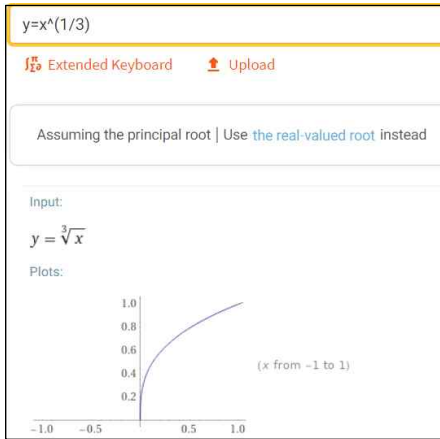 y=x^(1/3)
∫Σπ∂ Extended Keyboard Upload
Assuming the principal root | Use the real-valued root instead
Input:
y = ∛x
Plots:
1.0
0.8
0.6
0.4
0.2
(x from −1 to 1)
−1.0 −0.5 0.5 1.0